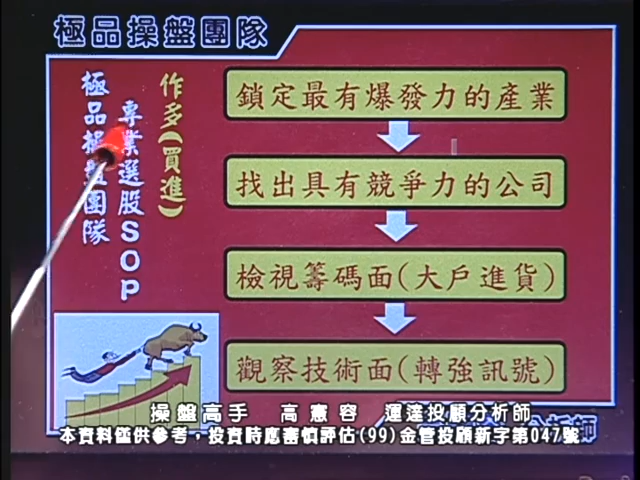 極品操盤團隊
作多(買進)
專業選股SOP
極品操盤團隊
鎖定最有爆發力的產業
找出具有競爭力的公司
檢視籌碼面(大戶進貨)
觀察技術面(轉強訊號)
操盤高手 高憲容 運達投顧分析師
本資料僅供參考,投資時應審慎評估(99)金管投顧新字第047號